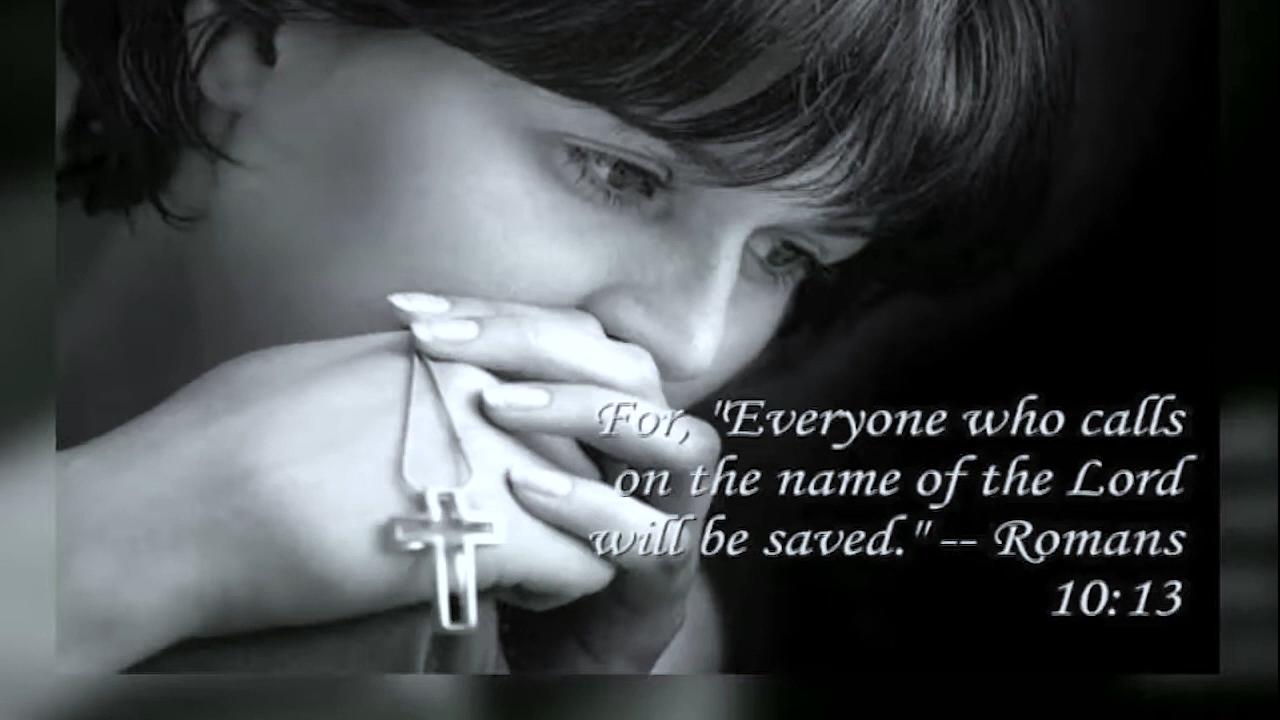 For, "Everyone who calls
on the name of the Lord
will be saved." -- Romans
10:13